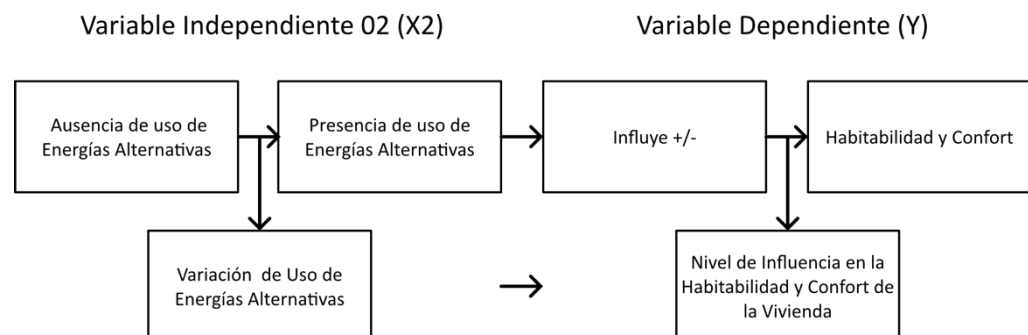 Variable Independiente 02 (X2)
Variable Dependiente (Y)
Ausencia de uso de
Energías Alternativas
Presencia de uso de
Energías Alternativas
Influye +/-
Habitabilidad y Confort
Variación de Uso de
Energías Alternativas
Nivel de Influencia en la
Habitabilidad y Confort de
la Vivienda